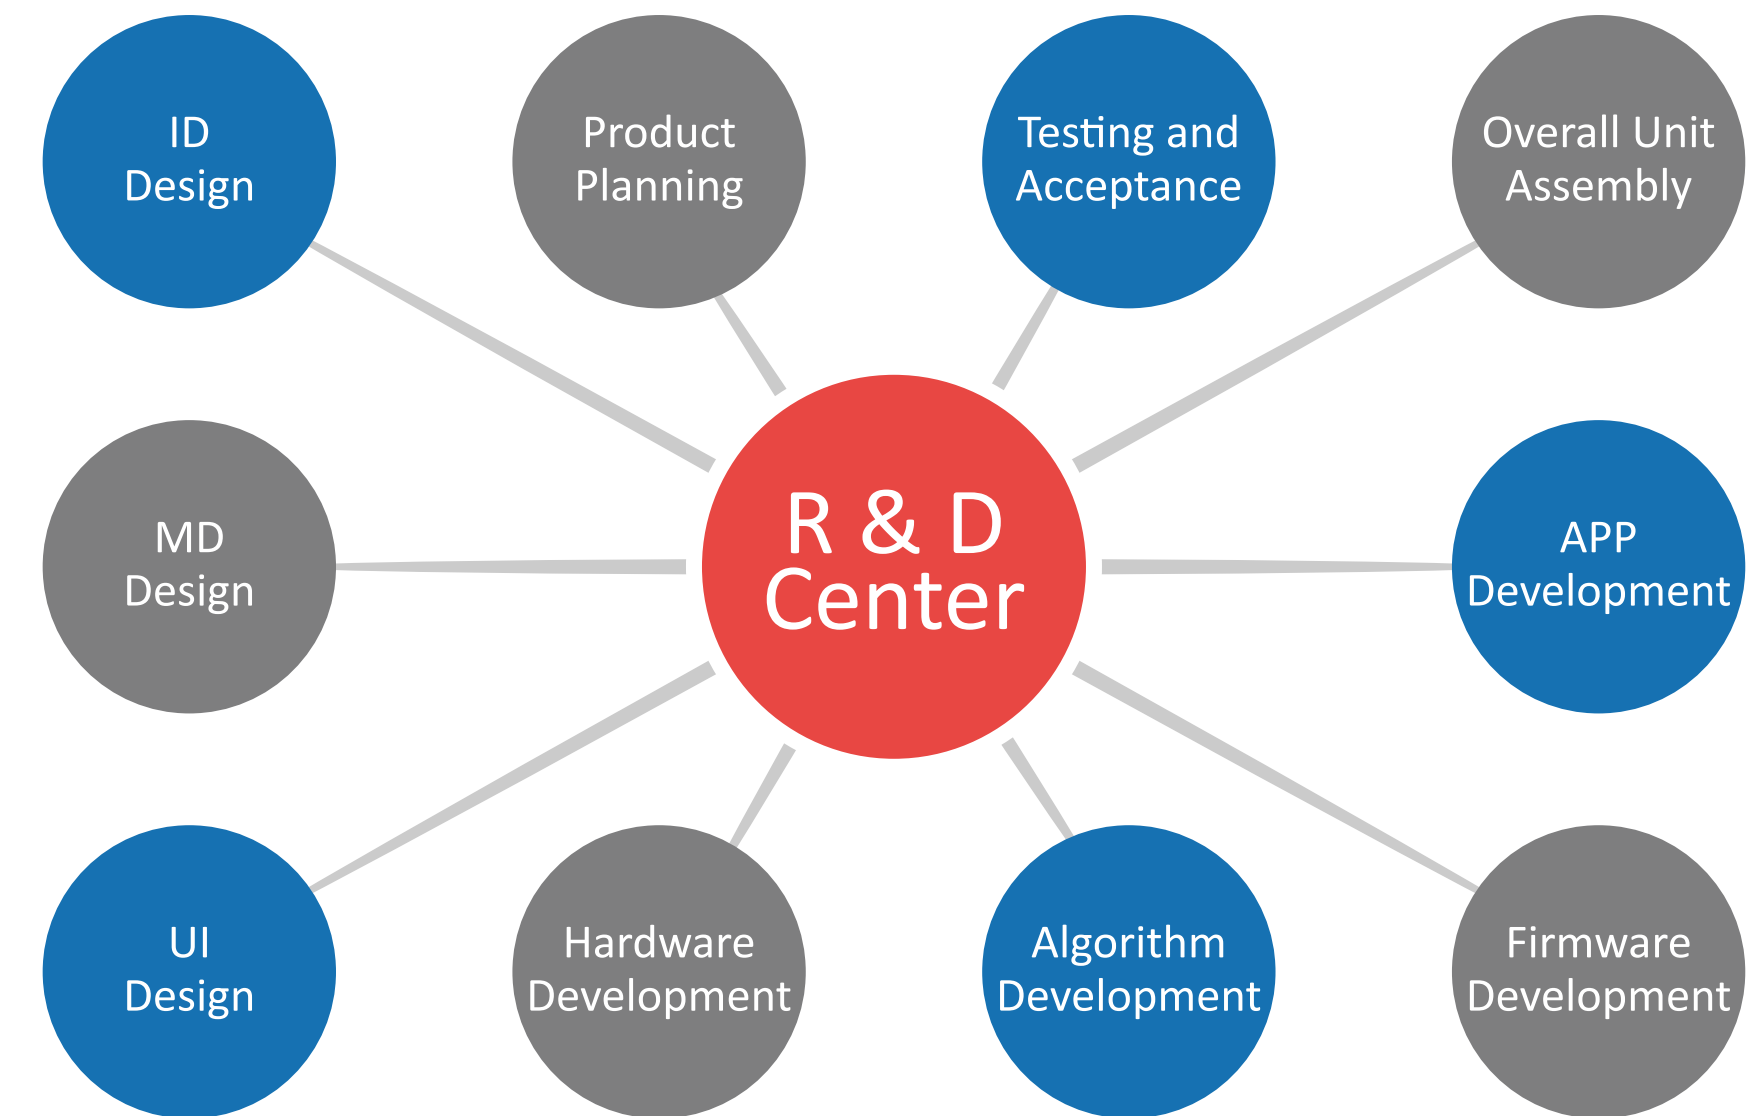 ID
Design
Product
Planning
Testing and
Acceptance
Overall Unit
Assembly
MD
Design
R & D
Center
APP
Development
UI
Design
Hardware
Development
Algorithm
Development
Firmware
Development